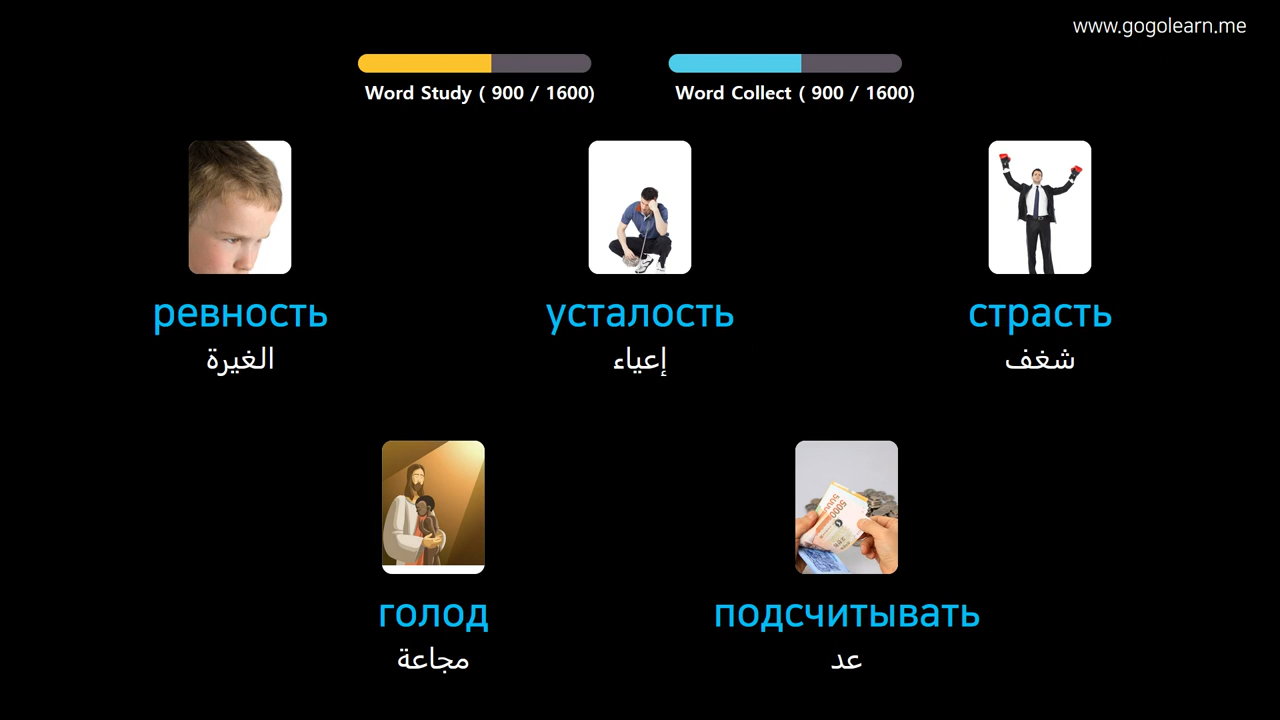 www.gogolearn.me
Word Study ( 900 / 1600)
Word Collect ( 900 / 1600)
ревность
الغيرة
усталость
إعياء
страсть
شغف
голод
مجاعة
подсчитывать
عد
5000